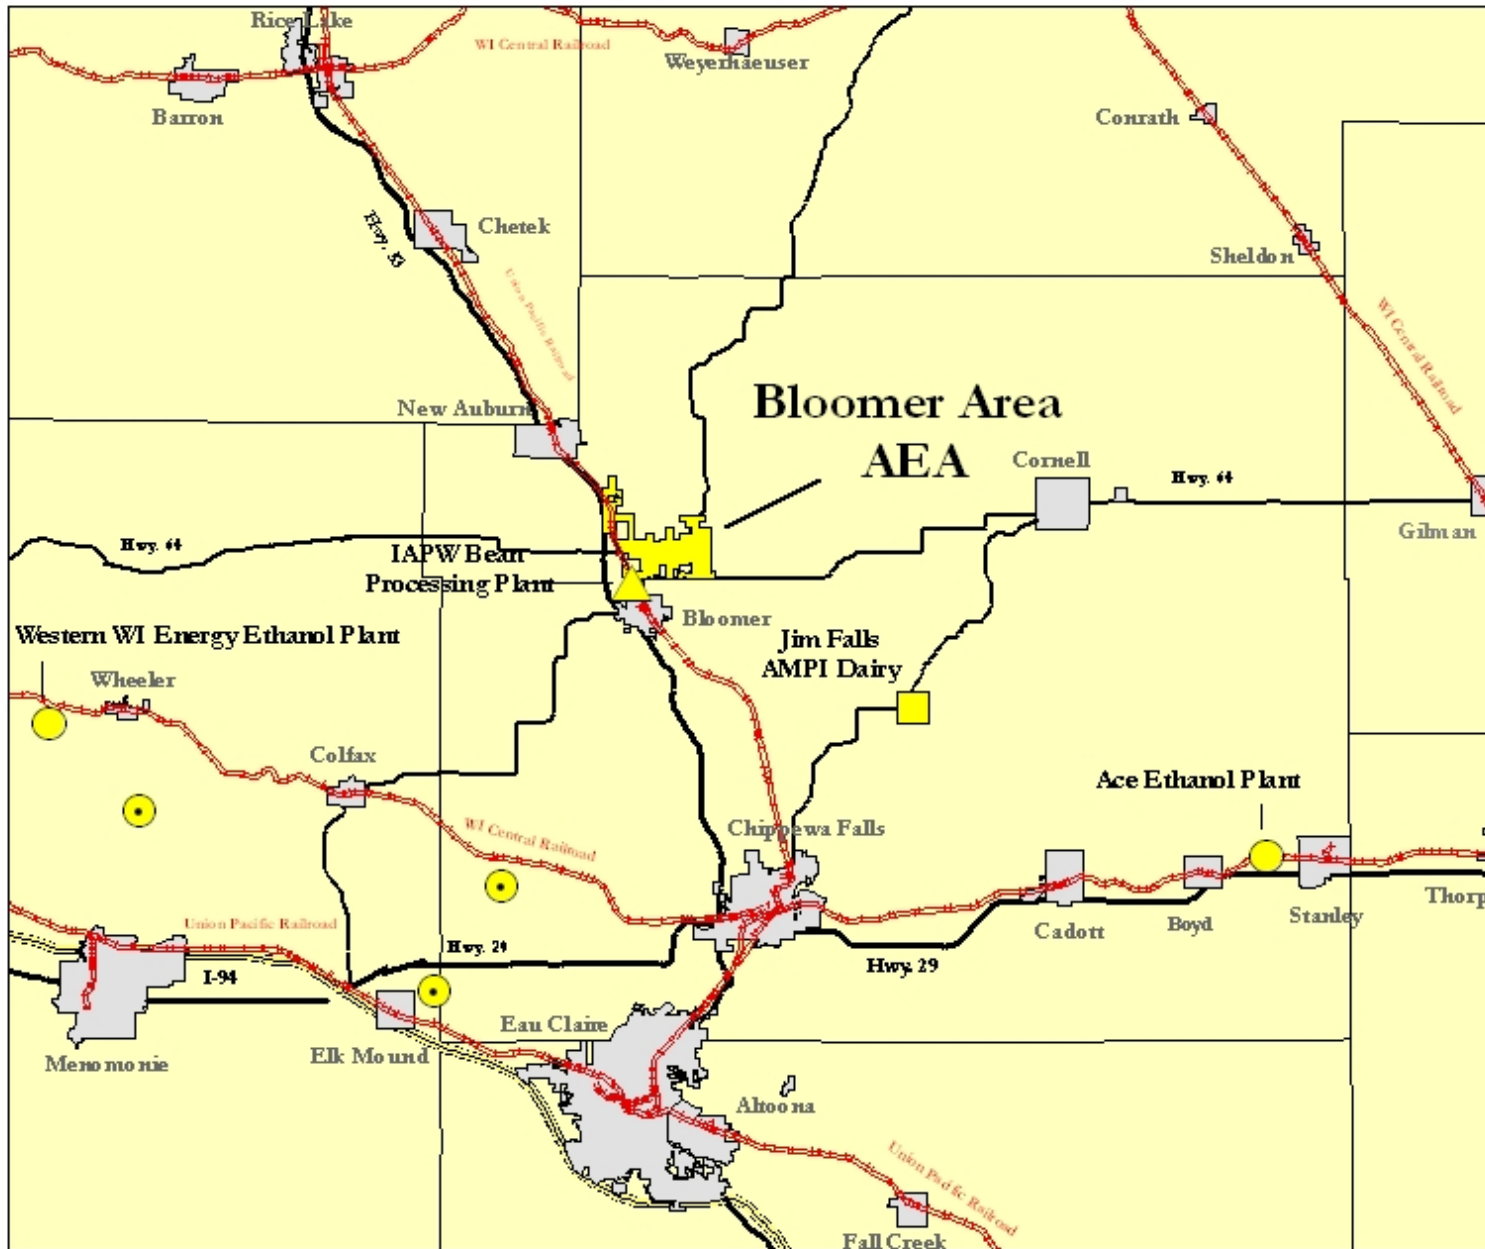 Rice Lake
WI Central Railroad
Weyerhaeuser
Barron
Conrath
Hwy. 53
Chetek
Sheldon
Union Pacific Railroad
WI Central Railroad
New Auburn
Bloomer Area
AEA
Cornell
Hwy. 64
Gilman
Hwy. 64
IAPW Bean
Processing Plant
Bloomer
Western WI Energy Ethanol Plant
Jim Falls
AMPI Dairy
Wheeler
Colfax
Ace Ethanol Plant
WI Central Railroad
Chippewa Falls
Union Pacific Railroad
Hwy. 29
I-94
Hwy. 29
Cadott
Boyd
Stanley
Thorp
Menomonie
Elk Mound
Eau Claire
Altoona
Union Pacific Railroad
Fall Creek